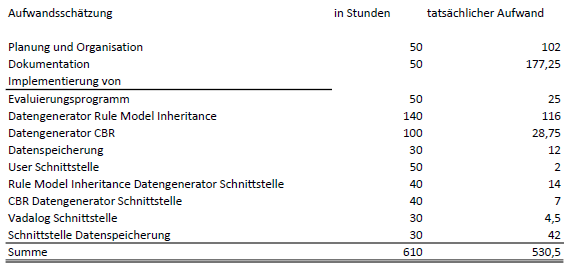 Aufwandsschätzung in Stunden tatsächlicher Aufwand
Planung und Organisation 50 102
Dokumentation 50 177,25
Implementierung von
Evaluierungsprogramm 50 25
Datengenerator Rule Model Inheritance 140 116
Datengenerator CBR 100 28,75
Datenspeicherung 30 12
User Schnittstelle 50 2
Rule Model Inheritance Datengenerator Schnittstelle 40 14
CBR Datengenerator Schnittstelle 40 7
Vadalog Schnittstelle 30 4,5
Schnittstelle Datenspeicherung 30 42
Summe 610 530,5